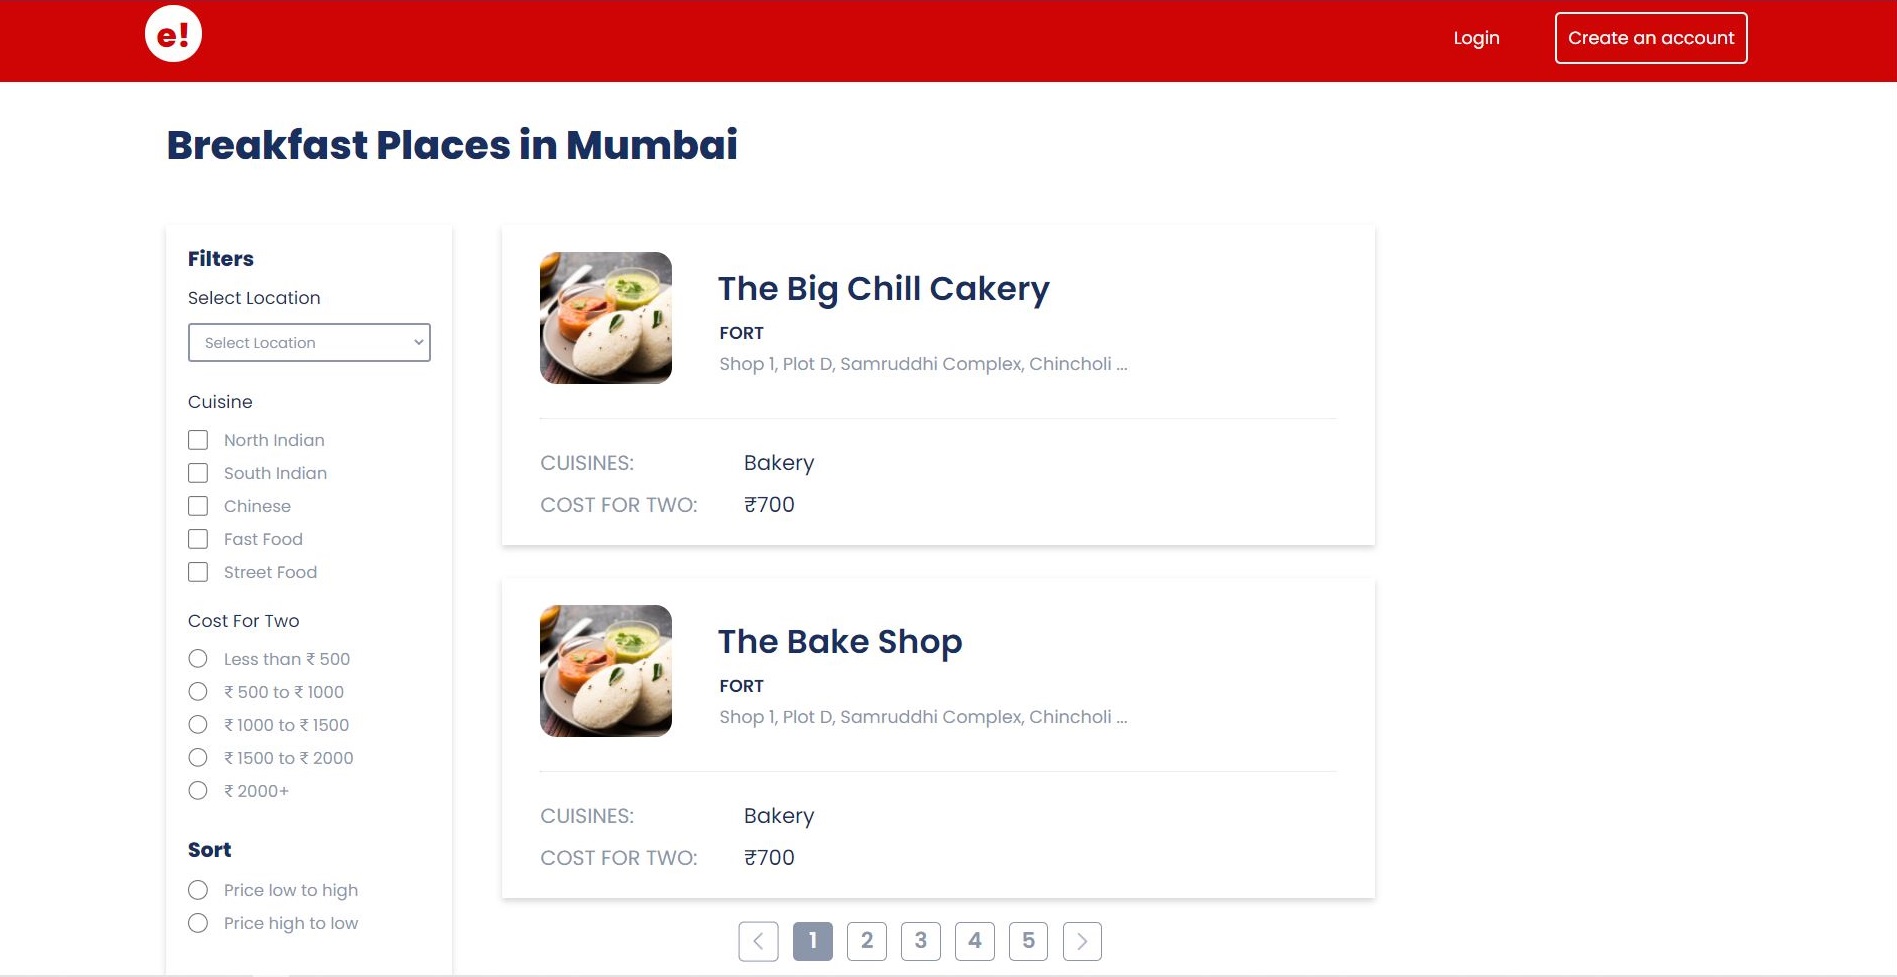 e!
Login
Create an account
Breakfast Places in Mumbai
Filters
Select Location
Select Location
Cuisine
North Indian
South Indian
Chinese
Fast Food
Street Food
Cost For Two
Less than ₹ 500
₹ 500 to ₹ 1000
₹ 1000 to ₹ 1500
₹ 1500 to ₹ 2000
₹ 2000+
Sort
Price low to high
Price high to low
The Big Chill Cakery
FORT
Shop 1, Plot D, Samruddhi Complex, Chincholi ...
CUISINES: Bakery
COST FOR TWO: ₹700
The Bake Shop
FORT
Shop 1, Plot D, Samruddhi Complex, Chincholi ...
CUISINES: Bakery
COST FOR TWO: ₹700
1 2 3 4 5